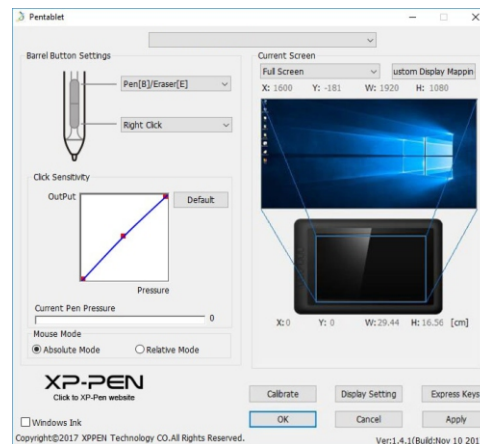 Pentablet
Barrel Button Settings
Pen[B]/Eraser[E]
Right Click
Click Sensitivity
OutPut
Default
Pressure
Current Pen Pressure
0
Mouse Mode
Absolute Mode
Relative Mode
XP-PEN
Click to XP-Pen website
Windows Ink
Copyright©2017 XPPEN Technology CO.All Rights Reserved.
Current Screen
Full Screen
ustom Display Mappin
X: 1600 Y: -181 W: 1920 H: 1080
X:0 Y: 0 W:29.44 H:16.56 [cm]
Calibrate
Display Setting
Express Keys
OK
Cancel
Apply
Ver:1.4.1(Build:Nov 10 201